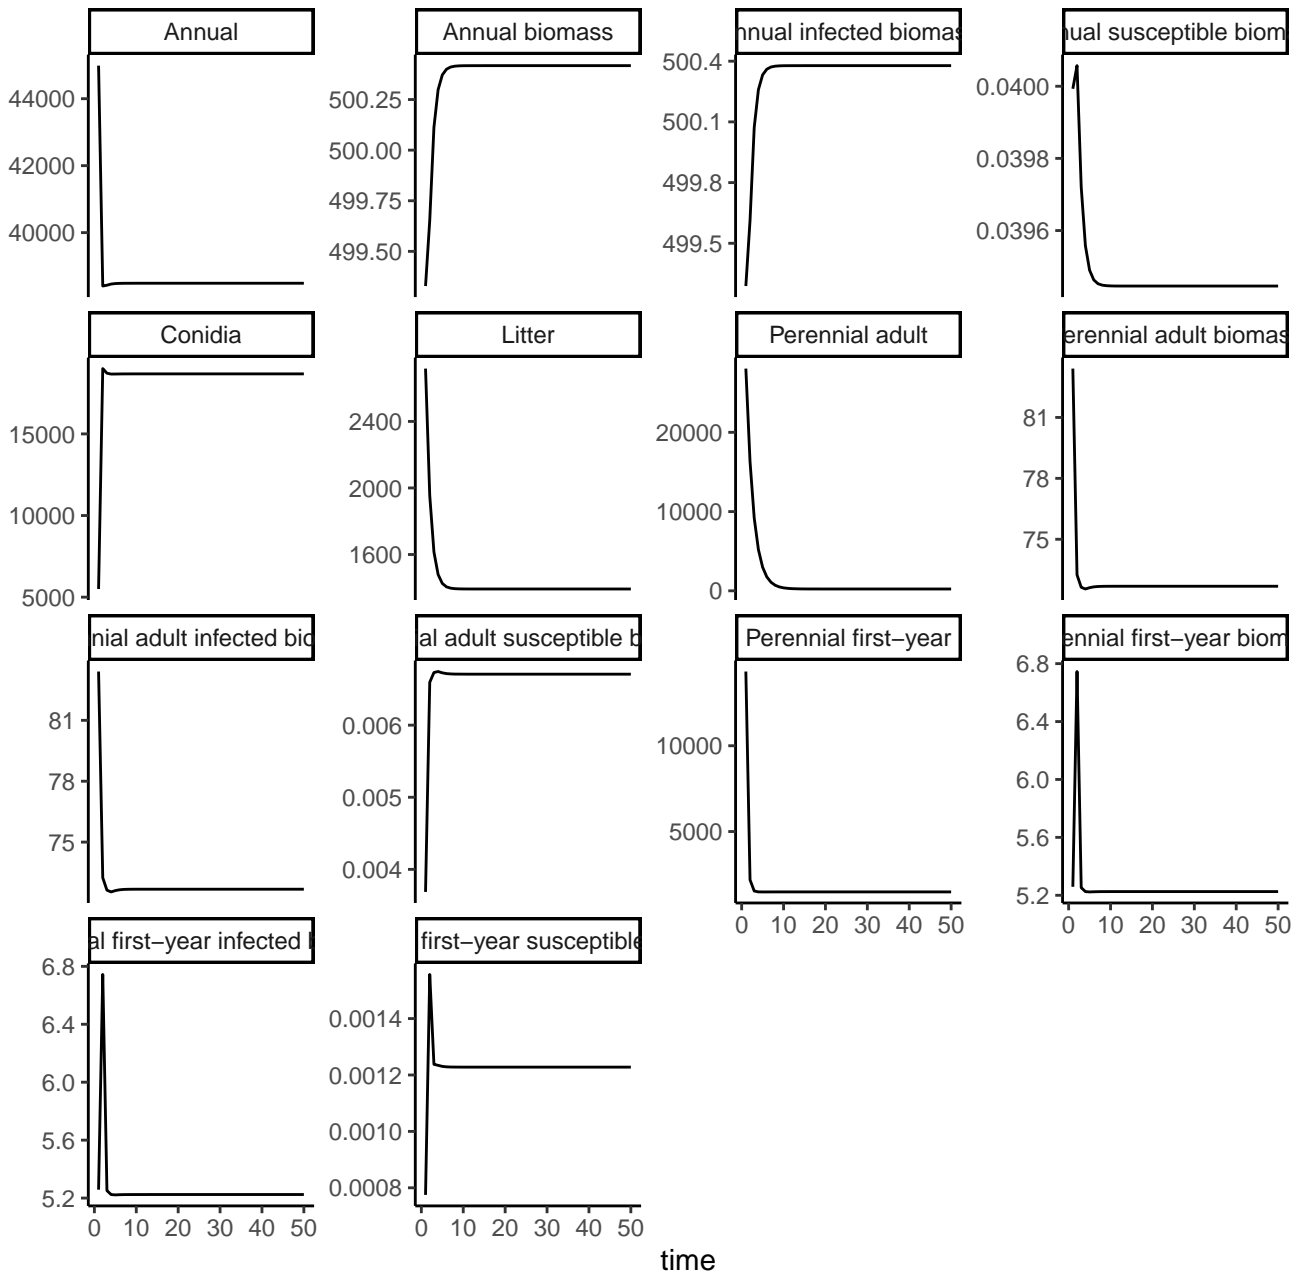 Annual
Annual biomass
nnual infected biomas
nual susceptible biom
44000
42000
40000
500.25
500.00
499.75
499.50
500.4
500.1
499.8
499.5
0.0400
0.0398
0.0396
Conidia
Litter
Perennial adult
erennial adult biomas
15000
10000
5000
2400
2000
1600
20000
10000
0
81
78
75
nial adult infected bio
al adult susceptible b
Perennial first−year
ennial first−year biom
81
78
75
0.006
0.005
0.004
10000
5000
6.8
6.4
6.0
5.6
5.2
0 10 20 30 40 50
0 10 20 30 40 50
al first−year infected b
first−year susceptible
6.8
6.4
6.0
5.6
5.2
0.0014
0.0012
0.0010
0.0008
0 10 20 30 40 50
0 10 20 30 40 50
time